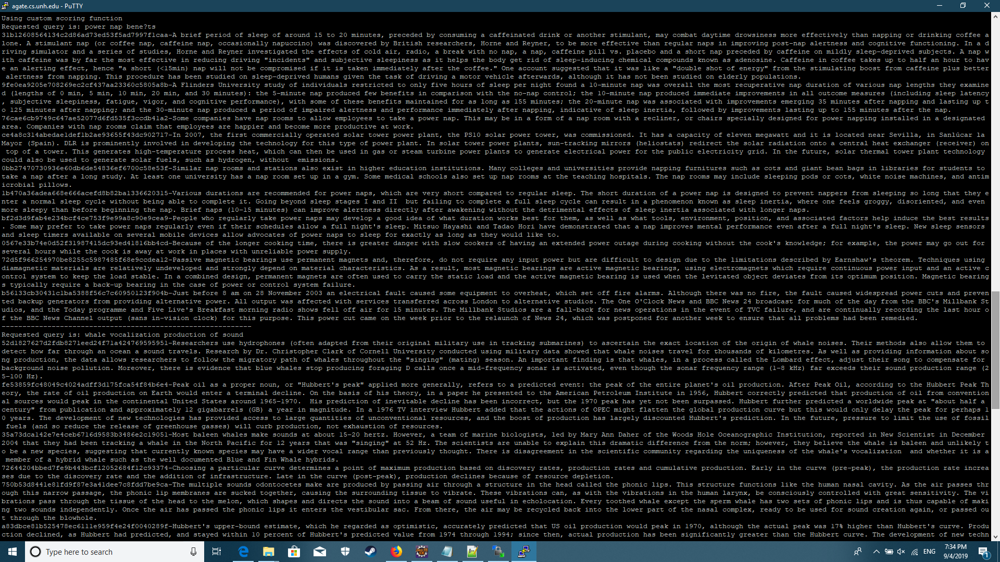 agate.cs.unh.edu - PuTTY
Using custom scoring function
Requested query is: power nap bene?ts
31b12608564134c2d86ad73ed53f5ad7997f1caa-A brief period of sleep of around 15 to 20 minutes, preceded by consuming a caffeinated drink or another stimulant, may combat daytime drowsiness more effectively than napping or drinking coffee a
lone. A stimulant nap (or coffee nap, caffeine nap, occasionally napuccino) was discovered by British researchers, Horne and Reyner, to be more effective than regular naps in improving post-nap alertness and cognitive functioning. In a d
riving simulator and a series of studies, Horne and Reyner investigated the effects of cold air, radio, a break with no nap, a nap, caffeine pill vs. placebo and a short nap preceded by caffeine on mildly sleep-deprived subjects. A nap w
ith caffeine was by far the most effective in reducing driving "incidents" and subjective sleepiness as it helps the body get rid of sleep-inducing chemical compounds known as adenosine. Caffeine in coffee takes up to half an hour to hav
e an alerting effect, hence "a short (<15min) nap will not be compromised if it is taken immediately after the coffee." One account suggested that it was like a "double shot of energy" from the stimulating boost from caffeine plus better
 alertness from napping. This procedure has been studied on sleep-deprived humans given the task of driving a motor vehicle afterwards, although it has not been studied on elderly populations.
9fe0ea9205e708269ec2cf437aa23360c5805a8b-A Flinders University study of individuals restricted to only five hours of sleep per night found a 10-minute nap was overall the most recuperative nap duration of various nap lengths they examine
d (lengths of 0 min, 5 min, 10 min, 20 min, and 30 minutes): the 5-minute nap produced few benefits in comparison with the no-nap control; the 10-minute nap produced immediate improvements in all outcome measures (including sleep latency
, subjective sleepiness, fatigue, vigor, and cognitive performance), with some of these benefits maintained for as long as 155 minutes; the 20-minute nap was associated with improvements emerging 35 minutes after napping and lasting up t
o 125 minutes after napping; and the 30-minute nap produced a period of impaired alertness and performance immediately after napping, indicative of sleep inertia, followed by improvements lasting up to 155 minutes after the nap.
76cae6cb9749c647ae52077d6fd535f3ccdb41a2-Some companies have nap rooms to allow employees to take a power nap. This may be in a form of a nap room with a recliner, or chairs specially designed for power napping installed in a designated
area. Companies with nap rooms claim that employees are happier and become more productive at work.
ce4a8c314abedae1def1b2ae93655f43dc902717-In 2007, the first commercially operated solar tower power plant, the PS10 solar power tower, was commissioned. It has a capacity of eleven megawatt and it is located near Sevilla, in Sanlúcar la
Mayor (Spain). DLR is prominently involved in developing the technology for this type of power plant. In solar tower power plants, sun-tracking mirrors (heliostats) redirect the solar radiation onto a central heat exchanger (receiver) on
 top of a tower. This generates high-temperature process heat, which can then be used in gas or steam turbine power plants to generate electrical power for the public electricity grid. In the future, solar thermal tower plant technology
could also be used to generate solar fuels, such as hydrogen, without  emissions.
0bb27470730936e60db6de54836ef6700c58e53f-Similar nap rooms and stations also exist in higher education institutions. Many colleges and universities provide napping furnitures such as cots and giant bean bags in libraries for students to
take a nap after a long study. At least one university has a nap room set up in a gym. Some medical schools also set up nap rooms at the teaching hospitals. The nap rooms may include sleeping pods or cots, white noise machines, and antim
icrobial pillows.
1b470a36adea668e666acefd8b82ba1336620315-Various durations are recommended for power naps, which are very short compared to regular sleep. The short duration of a power nap is designed to prevent nappers from sleeping so long that they e
nter a normal sleep cycle without being able to complete it. Going beyond sleep stages I and II  but failing to complete a full sleep cycle can result in a phenomenon known as sleep inertia, where one feels groggy, disoriented, and even
more sleepy than before beginning the nap. Brief naps (10–15 minutes) can improve alertness directly after awakening without the detrimental effects of sleep inertia associated with longer naps.
bf2d3d9fab4e234bcf4ce753f9e99a8c90e9cea9-People who regularly take power naps may develop a good idea of what duration works best for them, as well as what tools, environment, position, and associated factors help induce the best results
. Some may prefer to take power naps regularly even if their schedules allow a full night's sleep. Mitsuo Hayashi and Tadao Hori have demonstrated that a nap improves mental performance even after a full night's sleep. New sleep sensors
and sleep timers available on several mobile devices allow advocates of power naps to sleep for exactly as long as they would like to.
0567e33b74e0d52f31987415dc93ed41816bb4cd-Because of the longer cooking time, there is greater danger with slow cookers of having an extended power outage during cooking without the cook's knowledge; for example, the power may go out for
several hours while the cook is away at work in places with unreliable power supply.
72d5f966254970be8255c5987485f68e9ccdea12-Passive magnetic bearings use permanent magnets and, therefore, do not require any input power but are difficult to design due to the limitations described by Earnshaw's theorem. Techniques using
diamagnetic materials are relatively undeveloped and strongly depend on material characteristics. As a result, most magnetic bearings are active magnetic bearings, using electromagnets which require continuous power input and an active c
ontrol system to keep the load stable. In a combined design, permanent magnets are often used to carry the static load and the active magnetic bearing is used when the levitated object deviates from its optimum position. Magnetic bearing
s typically require a back-up bearing in the case of power or control system failure.
b56133cb30431c1ba5388f56c7c60950123f904b-Just before 8 am on 28 November 2003 an electrical fault caused some equipment to overheat, which set off fire alarms. Although there was no fire, the fault caused widespread power cuts and preven
ted backup generators from providing alternative power. All output was affected with services transferred across London to alternative studios. The One O'Clock News and BBC News 24 broadcast for much of the day from the BBC's Millbank St
udios, and the Today programme and Five Live's Breakfast morning radio shows fell off air for 15 minutes. The Millbank Studios are a fall-back for news operations in the event of TVC failure, and are continually recording the last hour o
f the BBC News Channel output (sans in-vision clock) for this purpose. This power cut came on the week prior to the relaunch of News 24, which was postponed for another week to ensure that all problems had been remedied.
------------------------------------------------------------
Requested query is: whale vocalization production of sound
52d1827627d2fdb8271eed24f71a424769595951-Researchers use hydrophones (often adapted from their original military use in tracking submarines) to ascertain the exact location of the origin of whale noises. Their methods also allow them to
detect how far through an ocean a sound travels. Research by Dr. Christopher Clark of Cornell University conducted using military data showed that whale noises travel for thousands of kilometres. As well as providing information about so
ng production, the data allows researchers to follow the migratory path of whales throughout the "singing" (mating) season. An important finding is that whales, in a process called the Lombard effect, adjust their song to compensate for
background noise pollution. Moreover, there is evidence that blue whales stop producing foraging D calls once a mid-frequency sonar is activated, even though the sonar frequency range (1–8 kHz) far exceeds their sound production range (2
5–100 Hz).
fe53859fc48049c4024adff3d175fca54f84b6e4-Peak oil as a proper noun, or "Hubbert's peak" applied more generally, refers to a predicted event: the peak of the entire planet's oil production. After Peak Oil, according to the Hubbert Peak Th
eory, the rate of oil production on Earth would enter a terminal decline. On the basis of his theory, in a paper he presented to the American Petroleum Institute in 1956, Hubbert correctly predicted that production of oil from convention
al sources would peak in the continental United States around 1965–1970.  His prediction of inevitable decline has been incorrect, but the 1970 peak has yet not been surpassed. Hubbert further predicted a worldwide peak at "about half a
century" from publication and approximately 12 gigabarrels (GB) a year in magnitude. In a 1976 TV interview Hubbert added that the actions of OPEC might flatten the global production curve but this would only delay the peak for perhaps 1
0 years. The development of new technologies has provided access to large quantities of unconventional resources, and the boost of production has largely discounted Hubbert's prediction. In the future, pressure to limit the use of fossil
 fuels (and so reduce the release of greenhouse gasses) will curb production, not exhaustion of resources.
35a73dca142e7e4ceb6716d9583b3486e2c19051-Most baleen whales make sounds at about 15–20 hertz. However, a team of marine biologists, led by Mary Ann Daher of the Woods Hole Oceanographic Institution, reported in New Scientist in December
2004 that they had been tracking a whale in the North Pacific for 12 years that was "singing" at 52 Hz. The scientists are unable to explain this dramatic difference from the norm; however, they believe the whale is baleen and unlikely t
o be a new species, suggesting that currently known species may have a wider vocal range than previously thought. There is disagreement in the scientific community regarding the uniqueness of the whale's vocalization  and whether it is a
 member of a hybrid whale such as the well documented Blue and Fin Whale hybrids.
72644204bbed7fe9b443bcf12052684f12c93374-Choosing a particular curve determines a point of maximum production based on discovery rates, production rates and cumulative production. Early in the curve (pre-peak), the production rate increa
ses due to the discovery rate and the addition of infrastructure. Late in the curve (post-peak), production declines because of resource depletion.
750b53d8441e81fd9f87e3a41dee7c8fdd7be9ca-The multiple sounds odontocetes make are produced by passing air through a structure in the head called the phonic lips. This structure functions like the human nasal cavity. As the air passes thr
ough this narrow passage, the phonic lip membranes are sucked together, causing the surrounding tissue to vibrate. These vibrations can, as with the vibrations in the human larynx, be consciously controlled with great sensitivity. The vi
brations pass through the tissue of the head to the melon, which shapes and directs the sound into a beam of sound useful in echolocation. Every toothed whale except the sperm whale has two sets of phonic lips and is thus capable of maki
ng two sounds independently. Once the air has passed the phonic lips it enters the vestibular sac. From there, the air may be recycled back into the lower part of the nasal complex, ready to be used for sound creation again, or passed ou
t through the blowhole.
a83dbce81b525478ec6111e959f4e24f0040289f-Hubbert's upper-bound estimate, which he regarded as optimistic, accurately predicted that US oil production would peak in 1970, although the actual peak was 17% higher than Hubbert's curve. Produ
ction declined, as Hubbert had predicted, and stayed within 10 percent of Hubbert's predicted value from 1974 through 1994; since then, actual production has been significantly greater than the Hubbert curve. The development of new techn
Type here to search
ENG
7:34 PM
9/4/2019
1